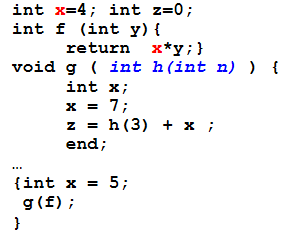 int x=4; int z=0;
int f (int y){
return x*y;}
void g ( int h(int n) ) {
int x;
x = 7;
z = h(3) + x ;
end;
…
{int x = 5;
g(f);
}